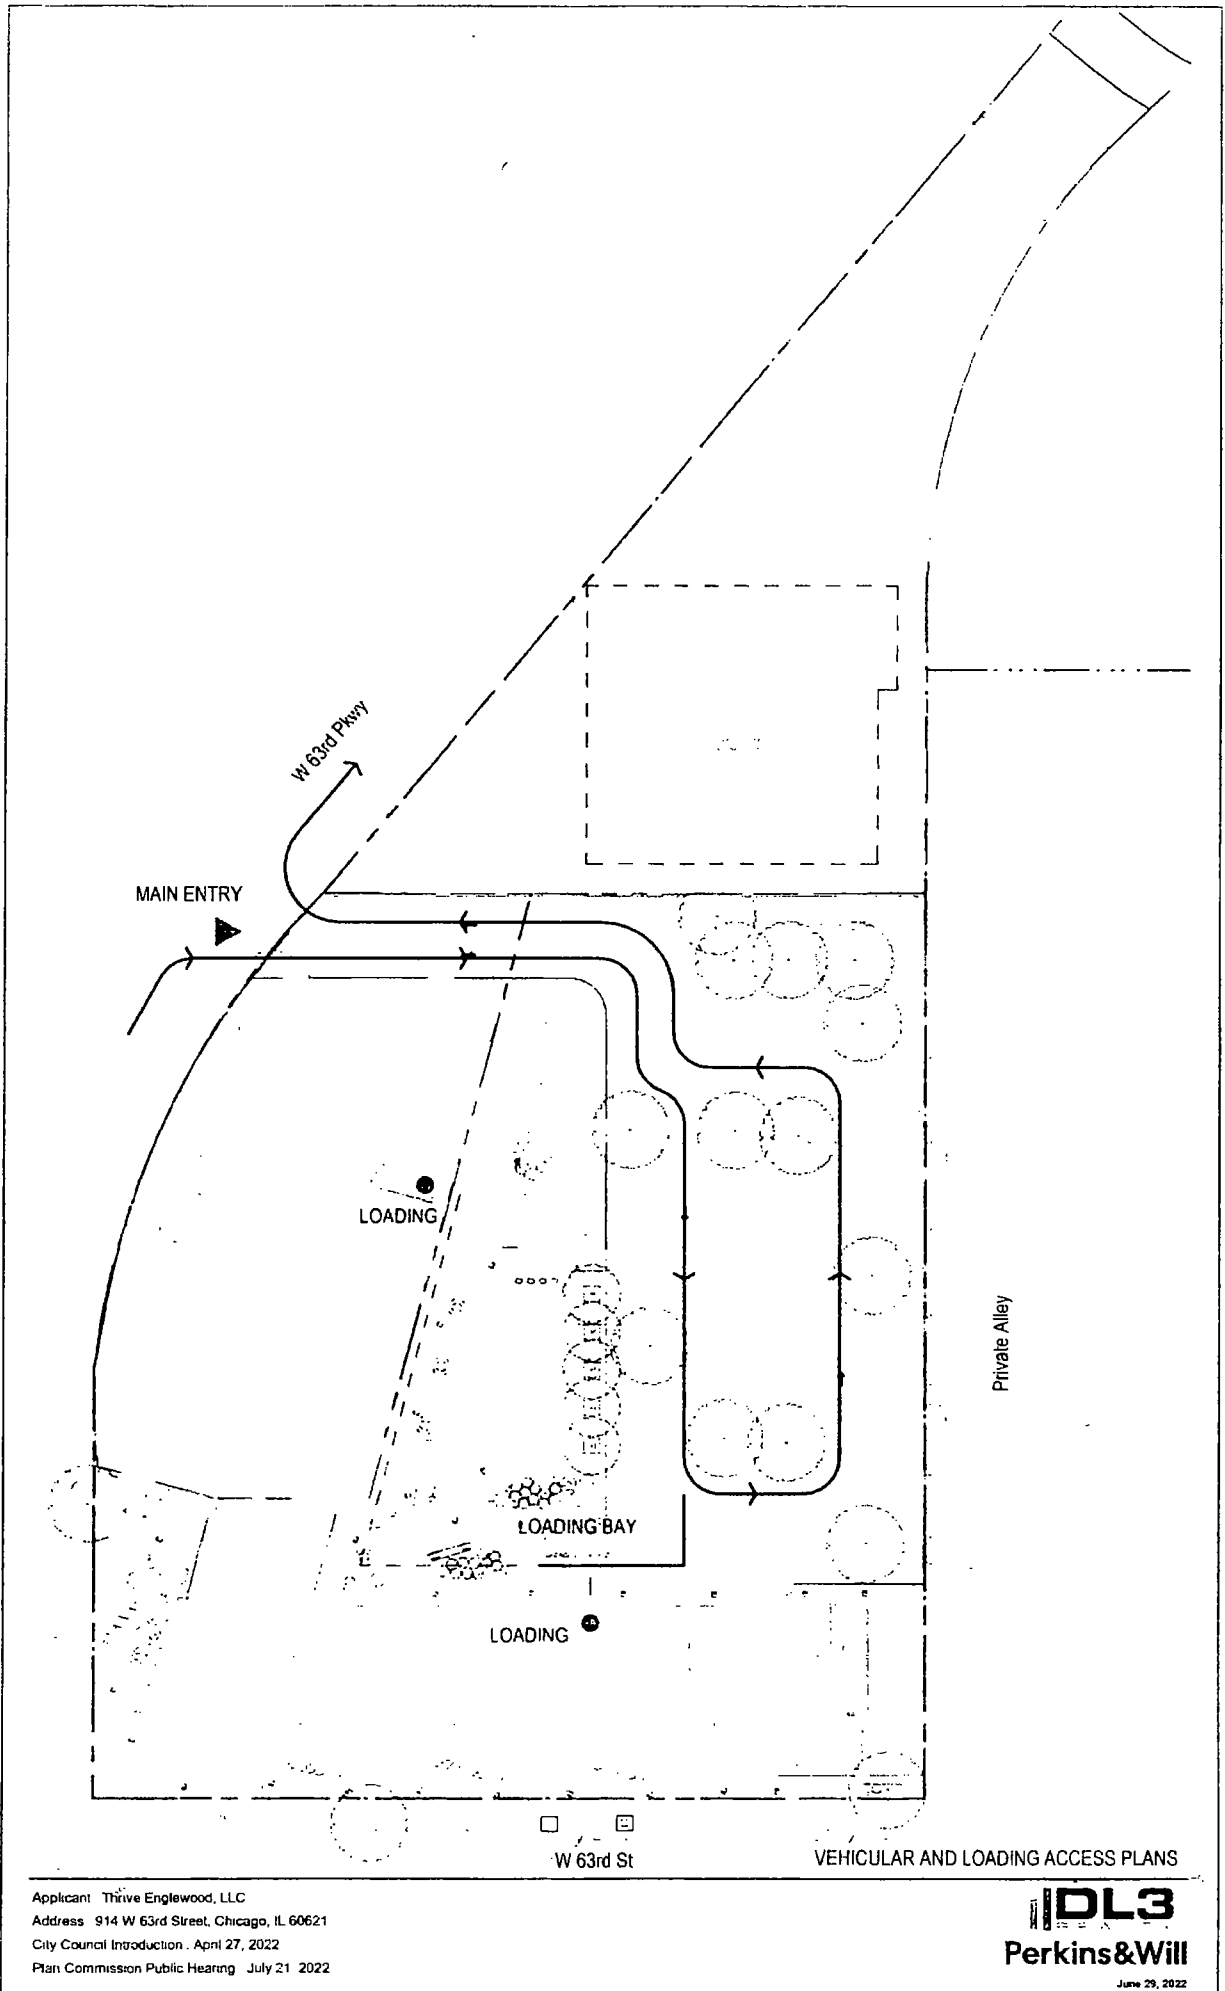 W 63rd Pkwy
MAIN ENTRY
LOADING
Private Alley
LOADING BAY
LOADING
W 63rd St
VEHICULAR AND LOADING ACCESS PLANS
Applicant Thrive Englewood, LLC
Address 914 W 63rd Street, Chicago, IL 60621
City Council Introduction . April 27, 2022
Plan Commission Public Hearing July 21 2022
DL3
Perkins&Will
June 29, 2022